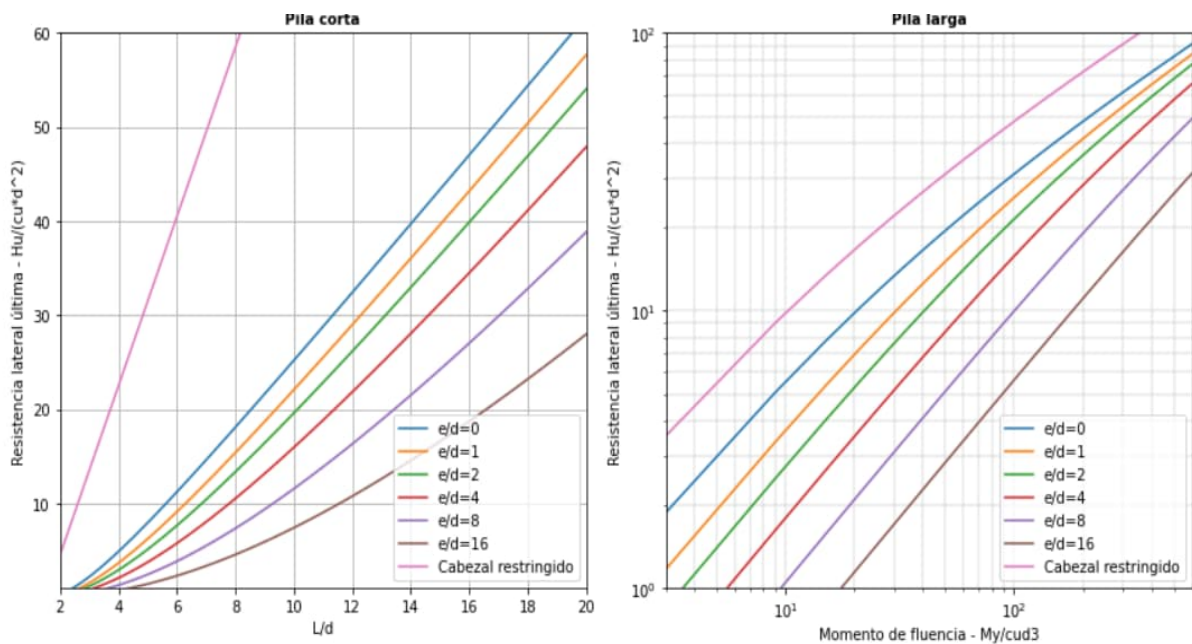 Pila corta
Resistencia lateral última - Hu/(cu*d^2)
60
50
40
30
20
10
2
4
6
8
10
12
14
16
18
20
L/d
e/d=0
e/d=1
e/d=2
e/d=4
e/d=8
e/d=16
Cabezal restringido
Pila larga
Resistencia lateral última - Hu/(cu*d^2)
10^2
10^1
10^0
10^1
10^2
Momento de fluencia - My/cud3
e/d=0
e/d=1
e/d=2
e/d=4
e/d=8
e/d=16
Cabezal restringido